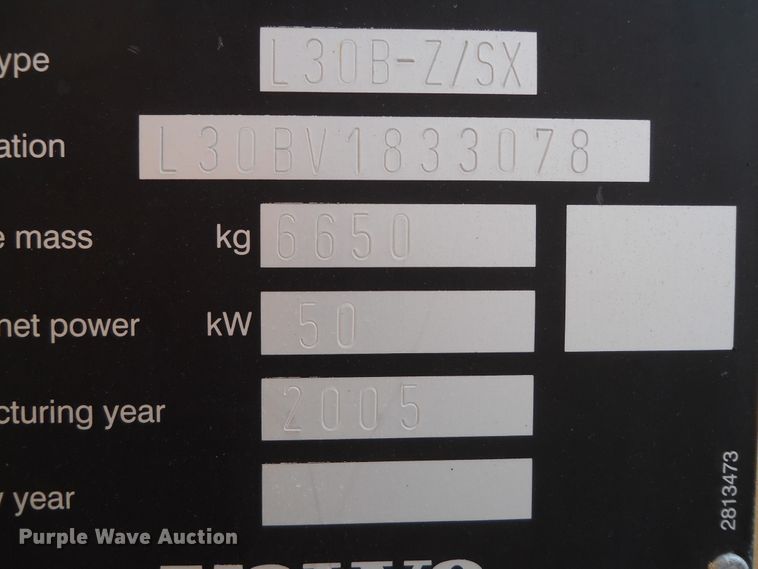 ype L30B-Z/SX
ation L30BV1833078
e mass kg 6650
net power kW 50
cturing year 2005
y year
2813473
Purple Wave Auction
VOLVO